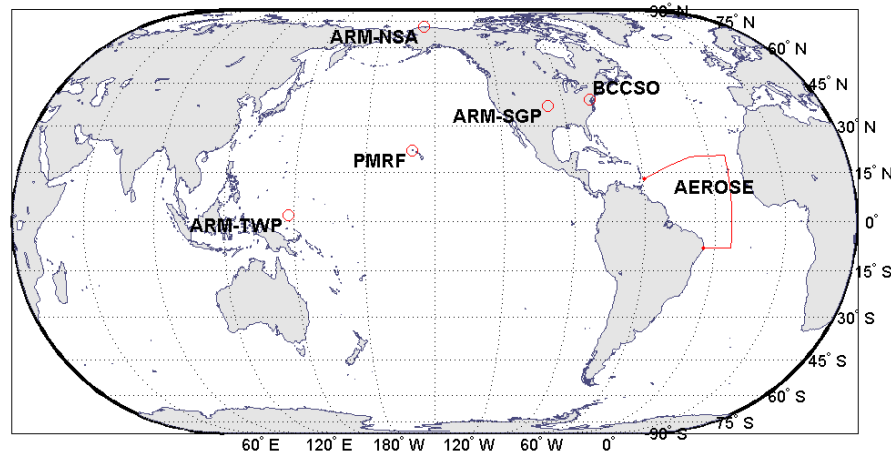 90° N
75° N
ARM-NSA
60° N
45° N
BCCSO
ARM-SGP
30° N
PMRF
15° N
AEROSE
ARM-TWP
0°
15° S
30° S
45° S
60° S
75° S
-90° S
60° E 120 E 180 W 120 W 60 W 0